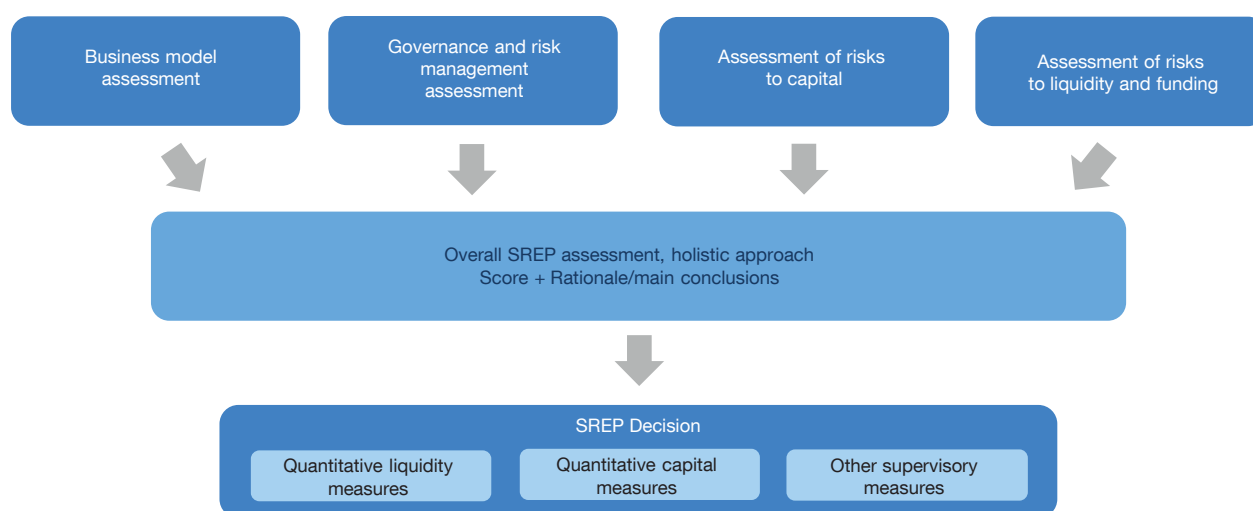 Business model
assessment
Governance and risk
management
assessment
Assessment of risks
to capital
Assessment of risks
to liquidity and funding
Overall SREP assessment, holistic approach
Score + Rationale/main conclusions
SREP Decision
Quantitative liquidity
measures
Quantitative capital
measures
Other supervisory
measures